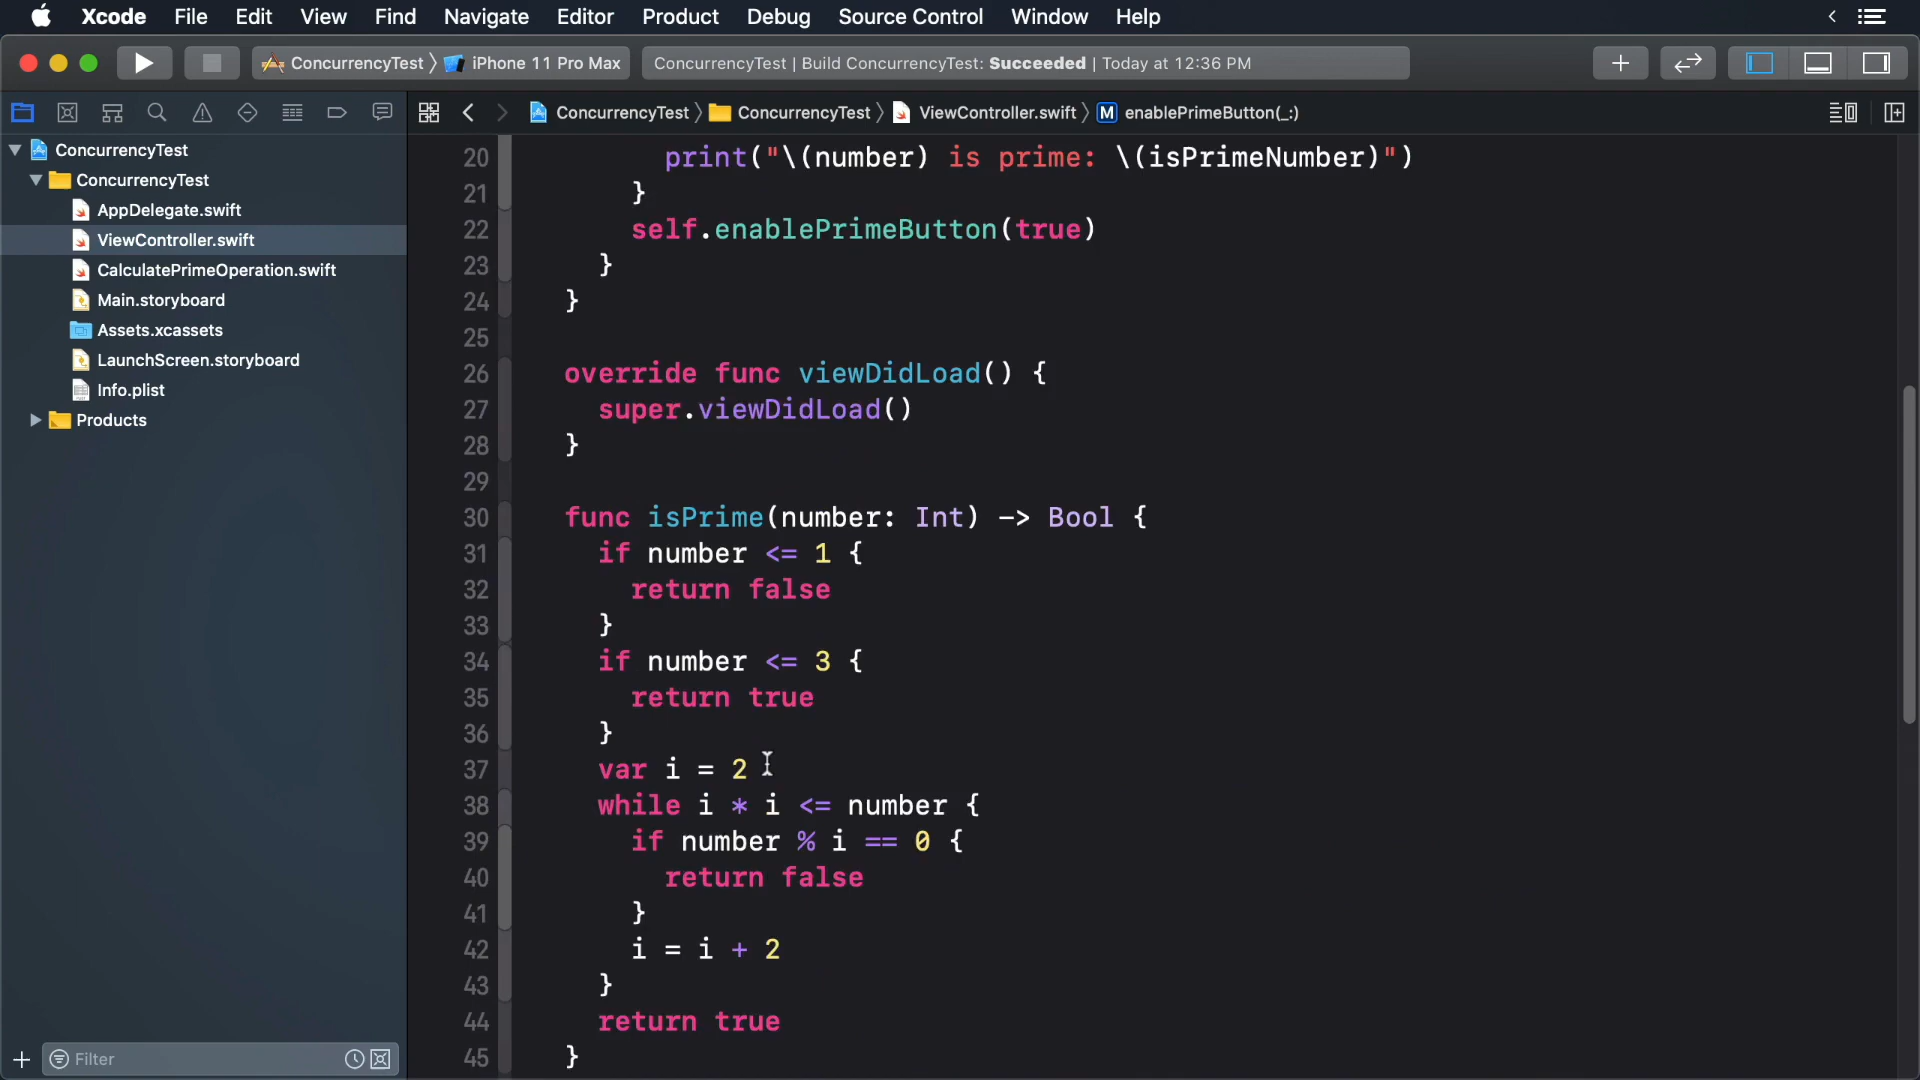 Xcode File Edit View Find Navigate Editor Product Debug Source Control Window Help
ConcurrencyTest iPhone 11 Pro Max
ConcurrencyTest | Build ConcurrencyTest: Succeeded | Today at 12:36 PM
ConcurrencyTest ConcurrencyTest ViewController.swift M enablePrimeButton(_:)
ConcurrencyTest
ConcurrencyTest
AppDelegate.swift
ViewController.swift
CalculatePrimeOperation.swift
Main.storyboard
Assets.xcassets
LaunchScreen.storyboard
Info.plist
Products
Filter
20 print("\(number) is prime: \(isPrimeNumber)")
21 }
22 self.enablePrimeButton(true)
23 }
24 }
25
26 override func viewDidLoad() {
27 super.viewDidLoad()
28 }
29
30 func isPrime(number: Int) -> Bool {
31 if number <= 1 {
32 return false
33 }
34 if number <= 3 {
35 return true
36 }
37 var i = 2
38 while i * i <= number {
39 if number % i == 0 {
40 return false
41 }
42 i = i + 2
43 }
44 return true
45 }